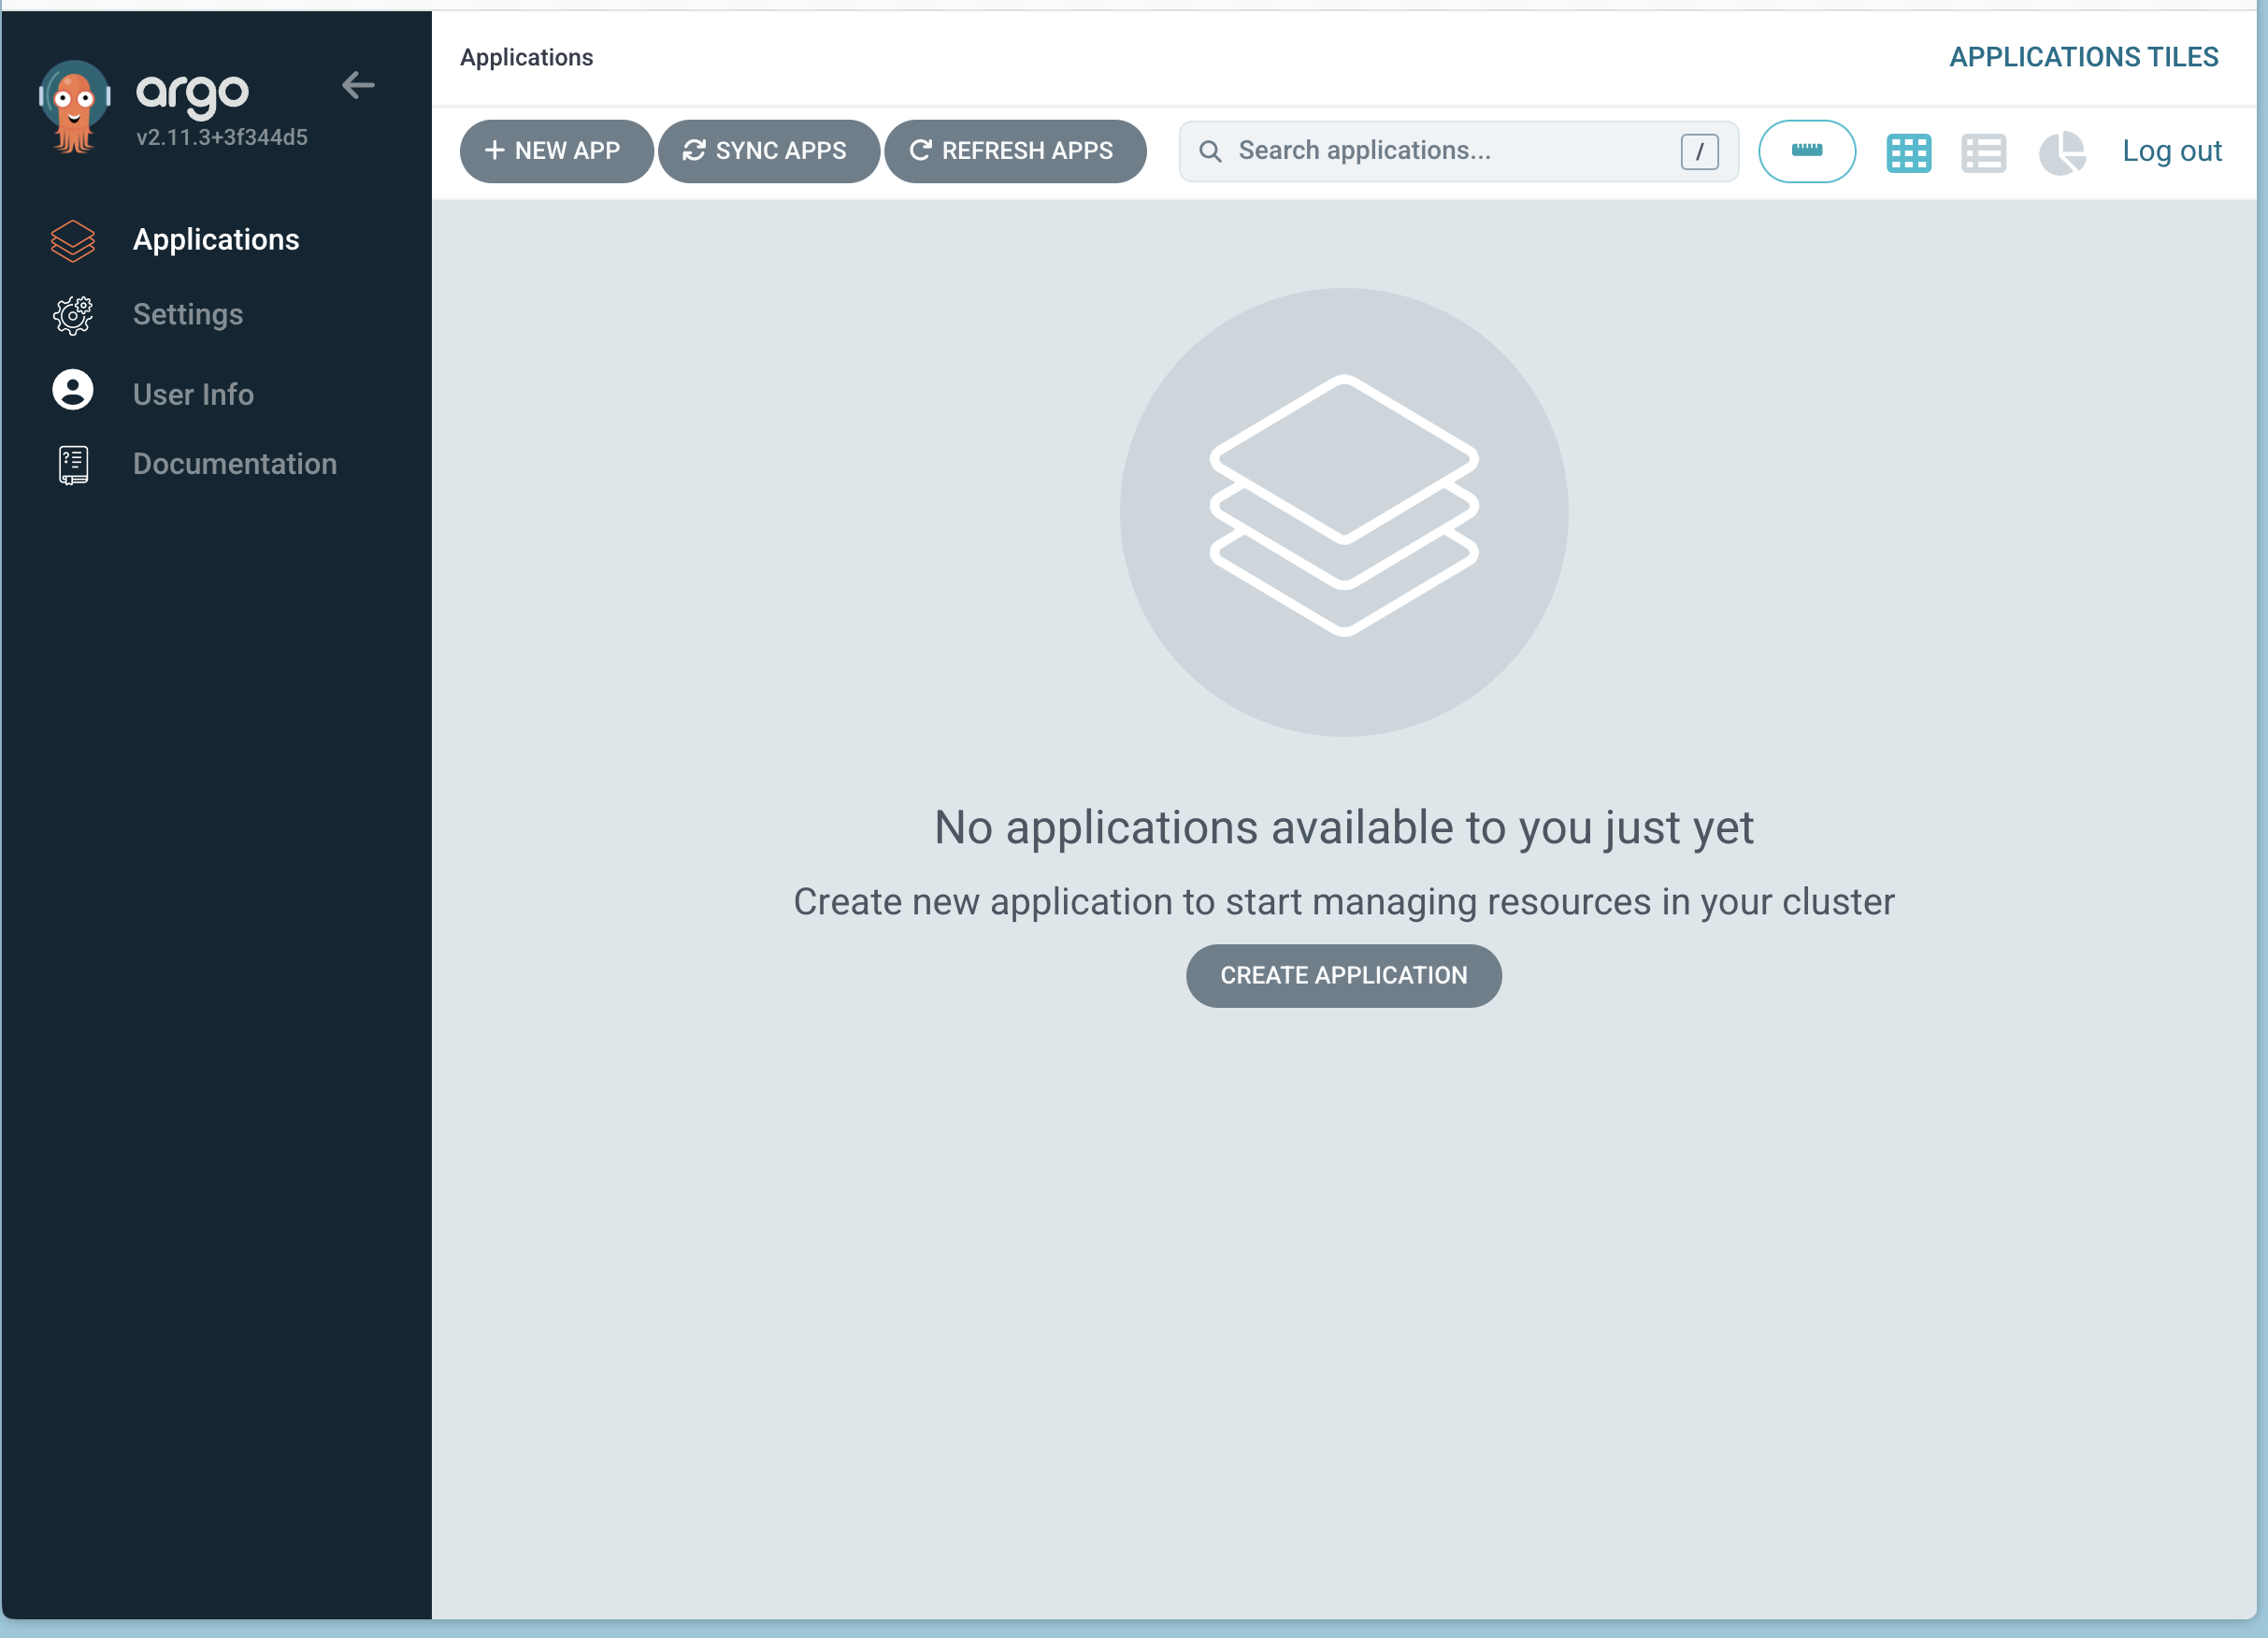 argo
v2.11.3+3f344d5
Applications
Settings
User Info
Documentation
Applications
APPLICATIONS TILES
+ NEW APP
SYNC APPS
REFRESH APPS
Search applications...
/
Log out
No applications available to you just yet
Create new application to start managing resources in your cluster
CREATE APPLICATION